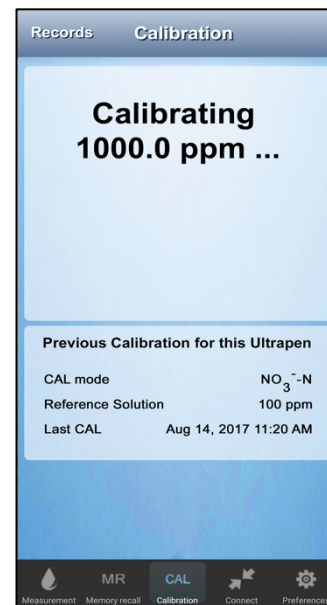 Records Calibration
Calibrating
1000.0 ppm ...
Previous Calibration for this Ultrapen
CAL mode NO₃⁻-N
Reference Solution 100 ppm
Last CAL Aug 14, 2017 11:20 AM
MR CAL
Measurement Memory recall Calibration Connect Preferences